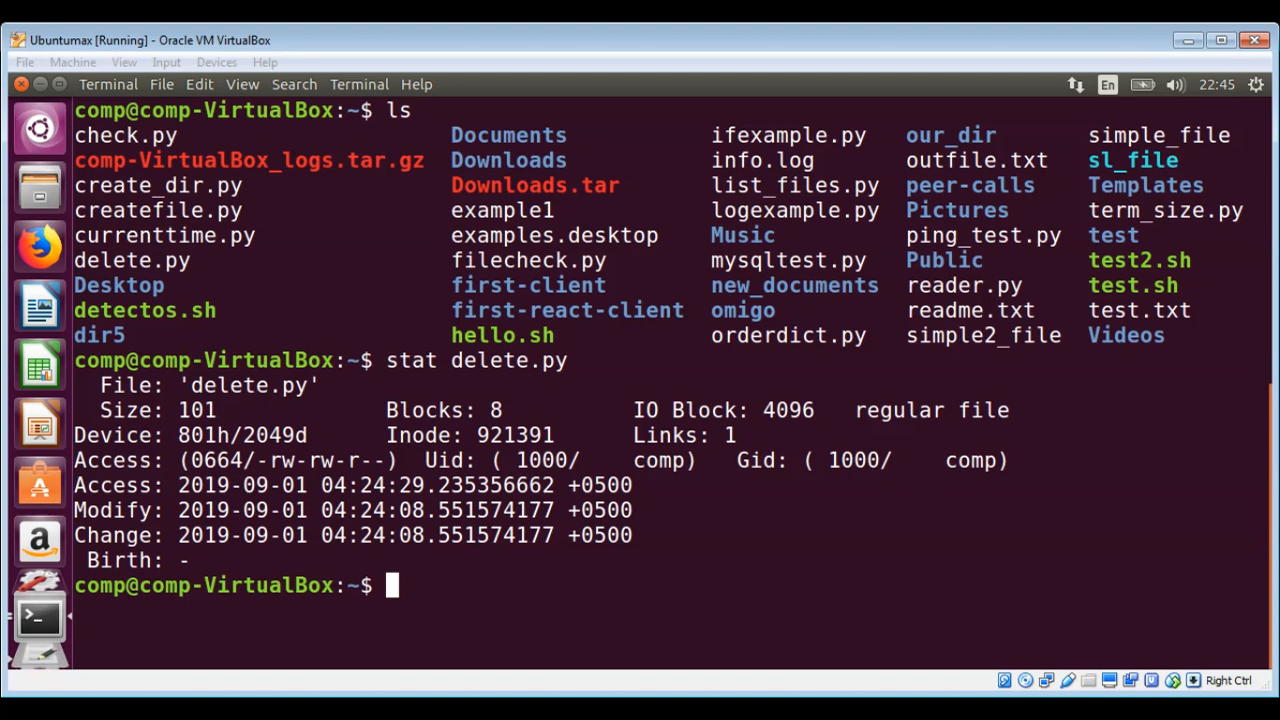 Ubuntumax [Running] - Oracle VM VirtualBox
File Machine View Input Devices Help
Terminal File Edit View Search Terminal Help En 22:45
comp@comp-VirtualBox:~$ ls
check.py Documents ifexample.py our_dir simple_file
comp-VirtualBox_logs.tar.gz Downloads info.log outfile.txt sl_file
create_dir.py Downloads.tar list_files.py peer-calls Templates
createfile.py example1 logexample.py Pictures term_size.py
currenttime.py examples.desktop Music ping_test.py test
delete.py filecheck.py mysqltest.py Public test2.sh
Desktop first-client new_documents reader.py test.sh
detectos.sh first-react-client omigo readme.txt test.txt
dir5 hello.sh orderdict.py simple2_file Videos
comp@comp-VirtualBox:~$ stat delete.py
File: 'delete.py'
Size: 101 Blocks: 8 IO Block: 4096 regular file
Device: 801h/2049d Inode: 921391 Links: 1
Access: (0664/-rw-rw-r--) Uid: ( 1000/ comp) Gid: ( 1000/ comp)
Access: 2019-09-01 04:24:29.235356662 +0500
Modify: 2019-09-01 04:24:08.551574177 +0500
Change: 2019-09-01 04:24:08.551574177 +0500
Birth: -
comp@comp-VirtualBox:~$
Right Ctrl